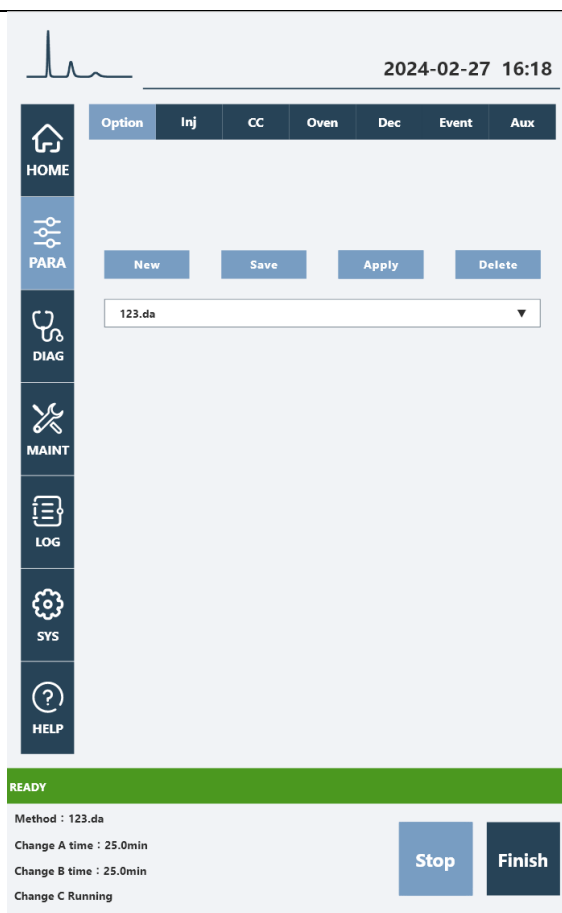 2024-02-27 16:18
Option Inj CC Oven Dec Event Aux
HOME
PARA
New Save Apply Delete
123.da ▼
DIAG
MAINT
LOG
SYS
HELP
READY
Method：123.da
Change A time：25.0min
Change B time：25.0min
Change C Running
Stop Finish